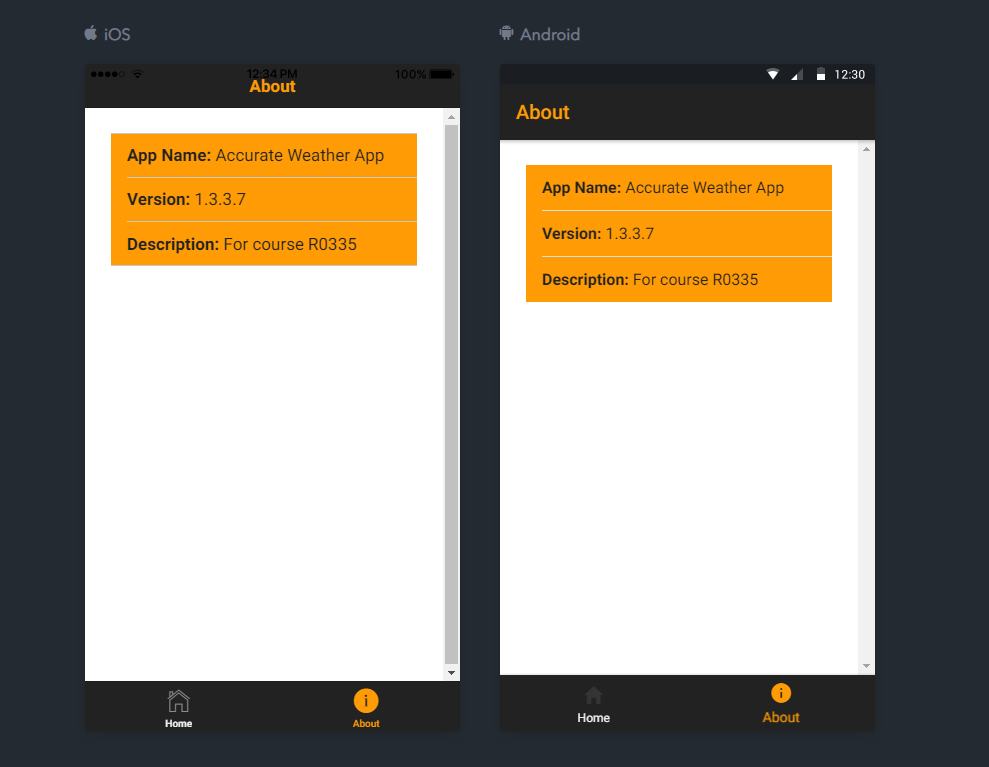 iOS
12:34 PM
100%
About
App Name: Accurate Weather App
Version: 1.3.3.7
Description: For course R0335
Home
About
Android
12:30
About
App Name: Accurate Weather App
Version: 1.3.3.7
Description: For course R0335
Home
About